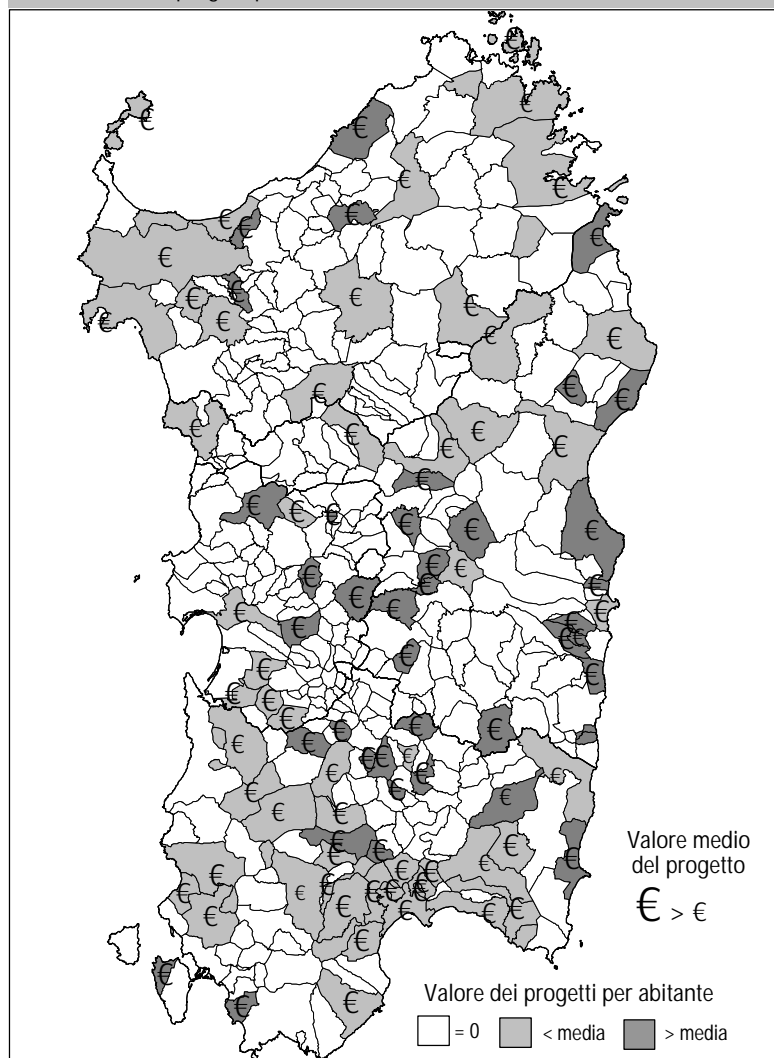 Valore medio
del progetto
€ > €
Valore dei progetti per abitante
= 0 < media > media